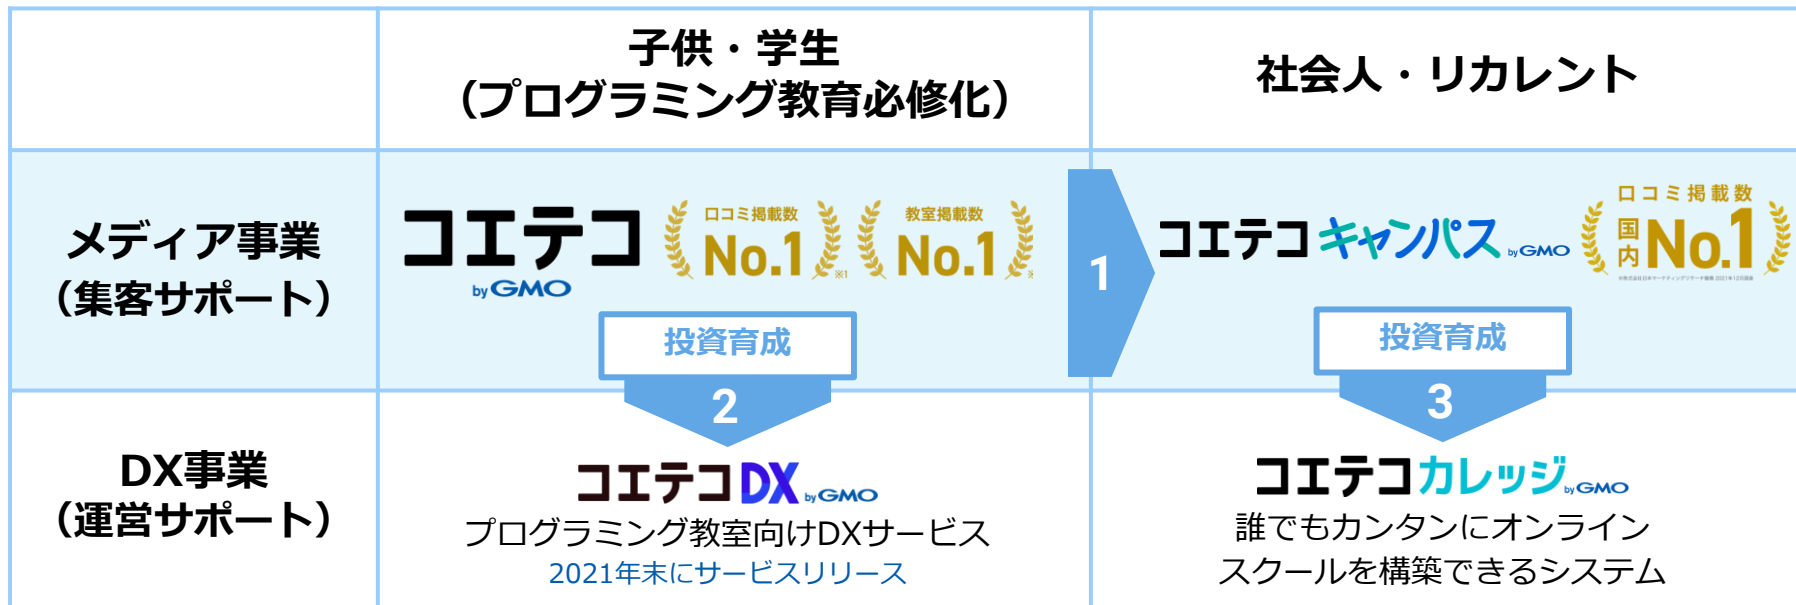 子供・学生
（プログラミング教育必修化）
社会人・リカレント
メディア事業
（集客サポート）
コエテコ
by GMO
口コミ掲載数
No.1
※1
教室掲載数
No.1
※
1
コエテコキャンパス by GMO
口コミ掲載数
国内
No.1
投資育成
2
投資育成
3
DX事業
（運営サポート）
コエテコDX by GMO
プログラミング教室向けDXサービス
2021年末にサービスリリース
コエテコカレッジ by GMO
誰でもカンタンにオンライン
スクールを構築できるシステム